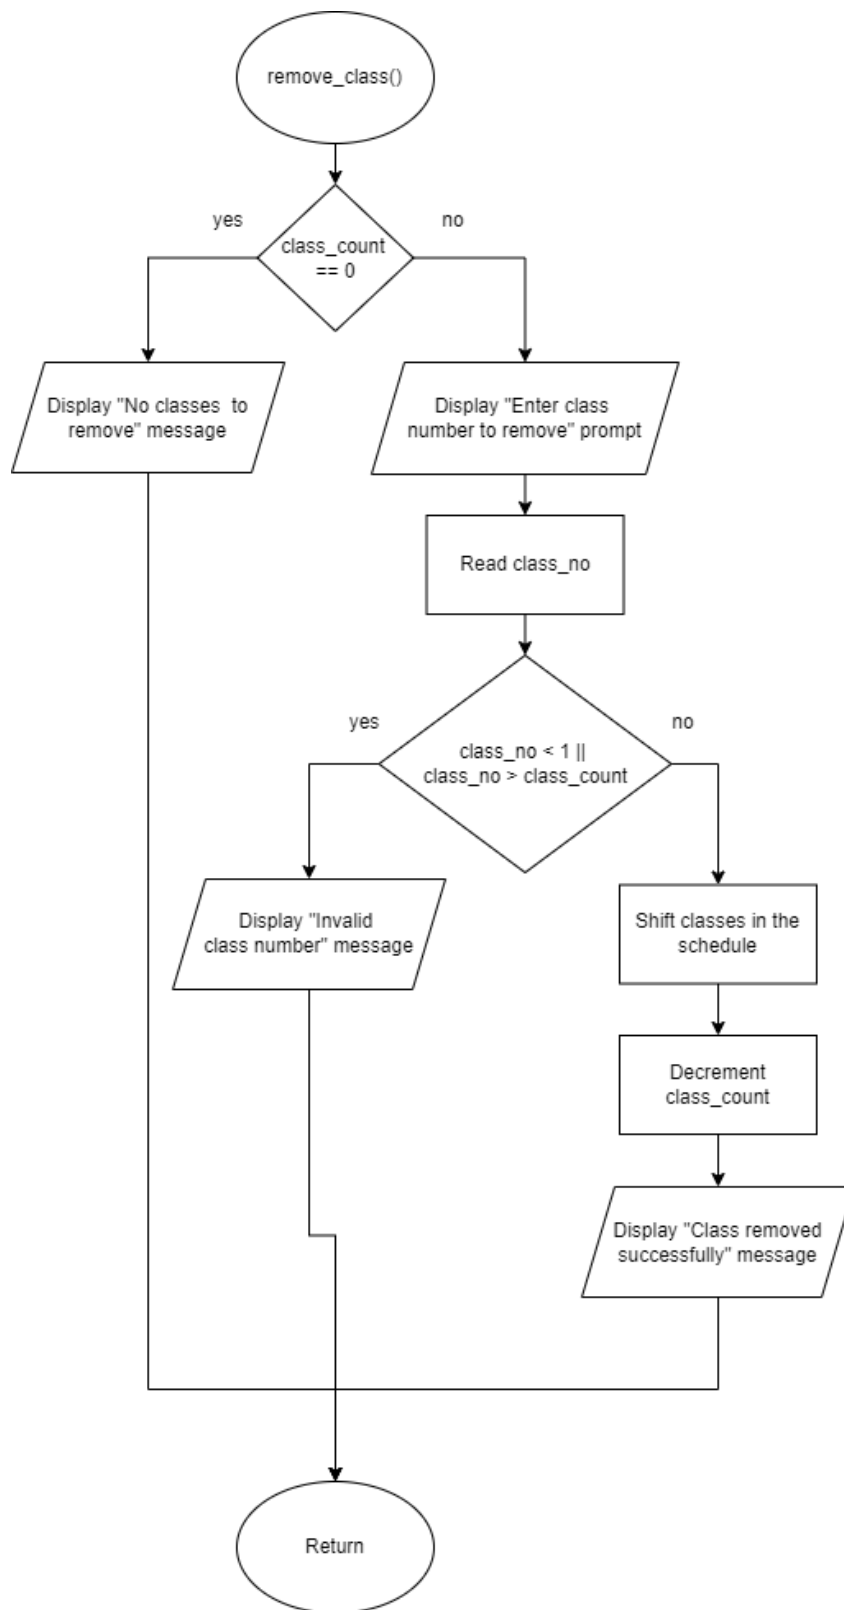 remove_class()
yes
no
class_count
== 0
Display "No classes  to
remove" message
Display "Enter class
number to remove" prompt
Read class_no
yes
no
class_no < 1 ||
class_no > class_count
Display "Invalid
class number" message
Shift classes in the
schedule
Decrement
class_count
Display "Class removed
successfully" message
Return